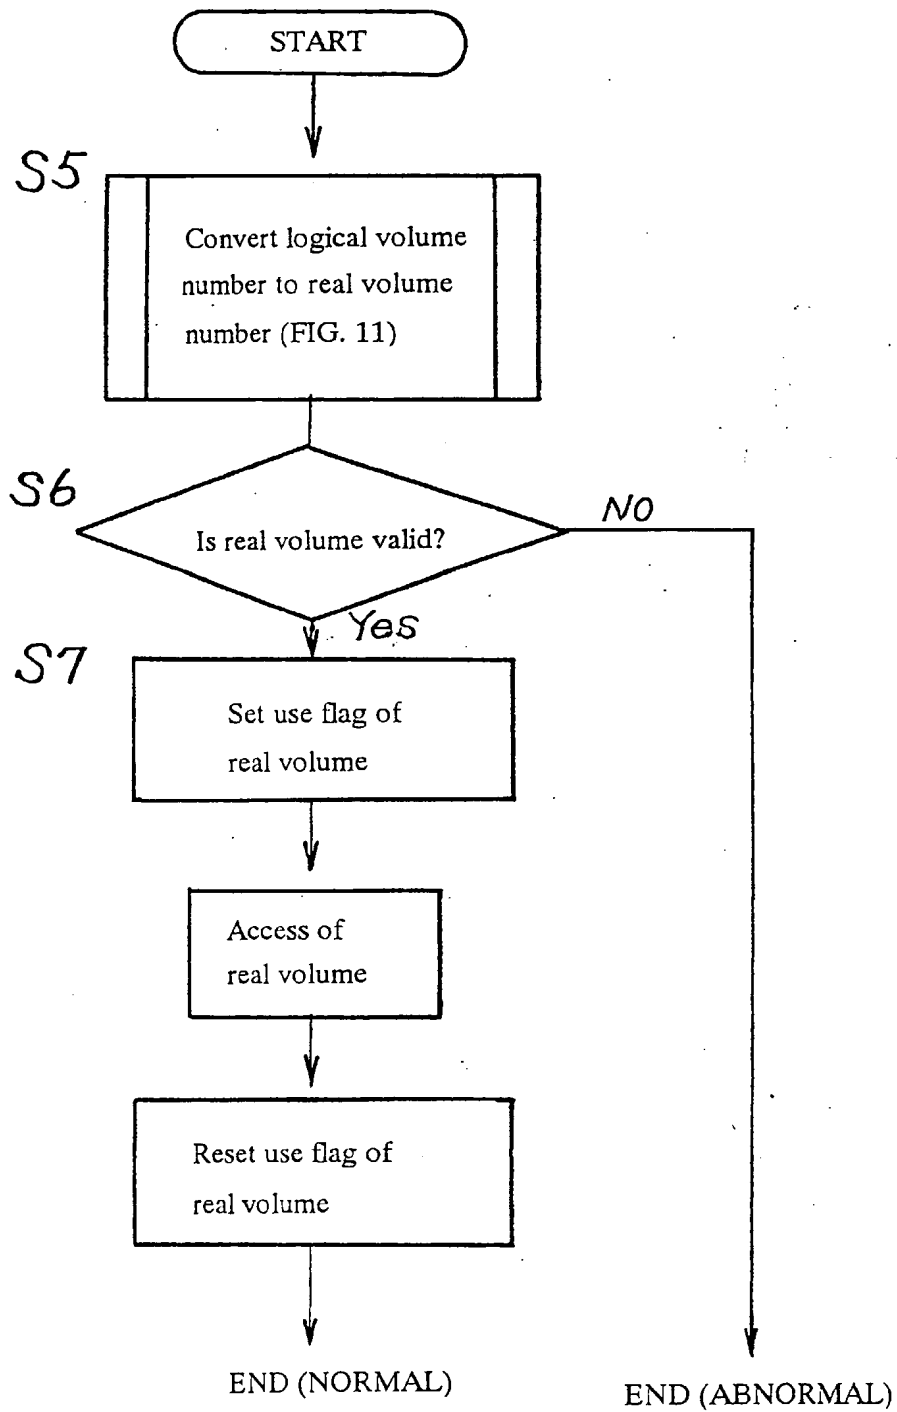 START
S5
Convert logical volume
number to real volume
number (FIG. 11)
S6
Is real volume valid?
NO
Yes
S7
Set use flag of
real volume
Access of
real volume
Reset use flag of
real volume
END (NORMAL)
END (ABNORMAL)